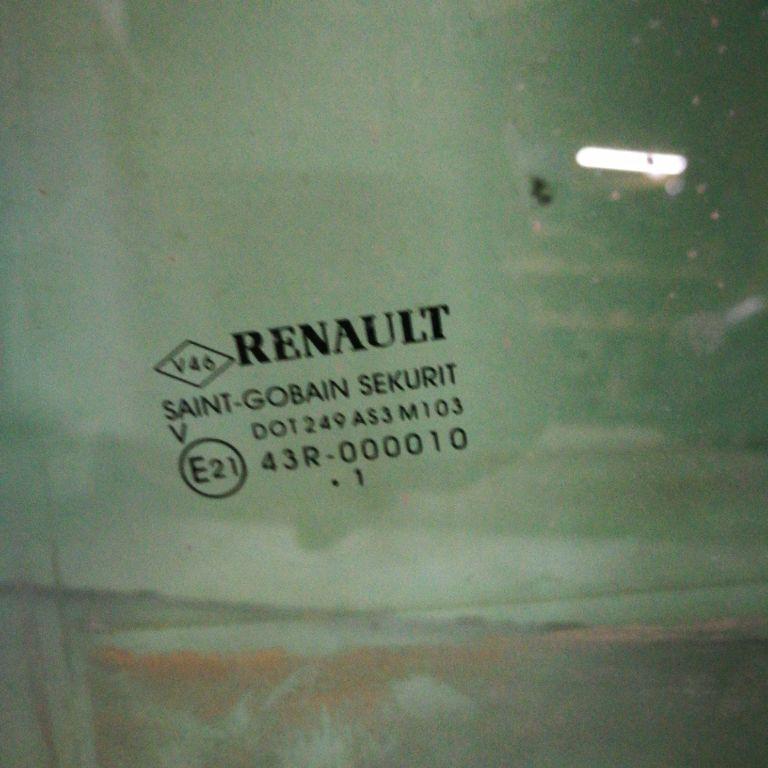 V46 RENAULT
SAINT-GOBAIN SEKURIT
V DOT 249 AS3 M103
E21 43R-000010
. 1